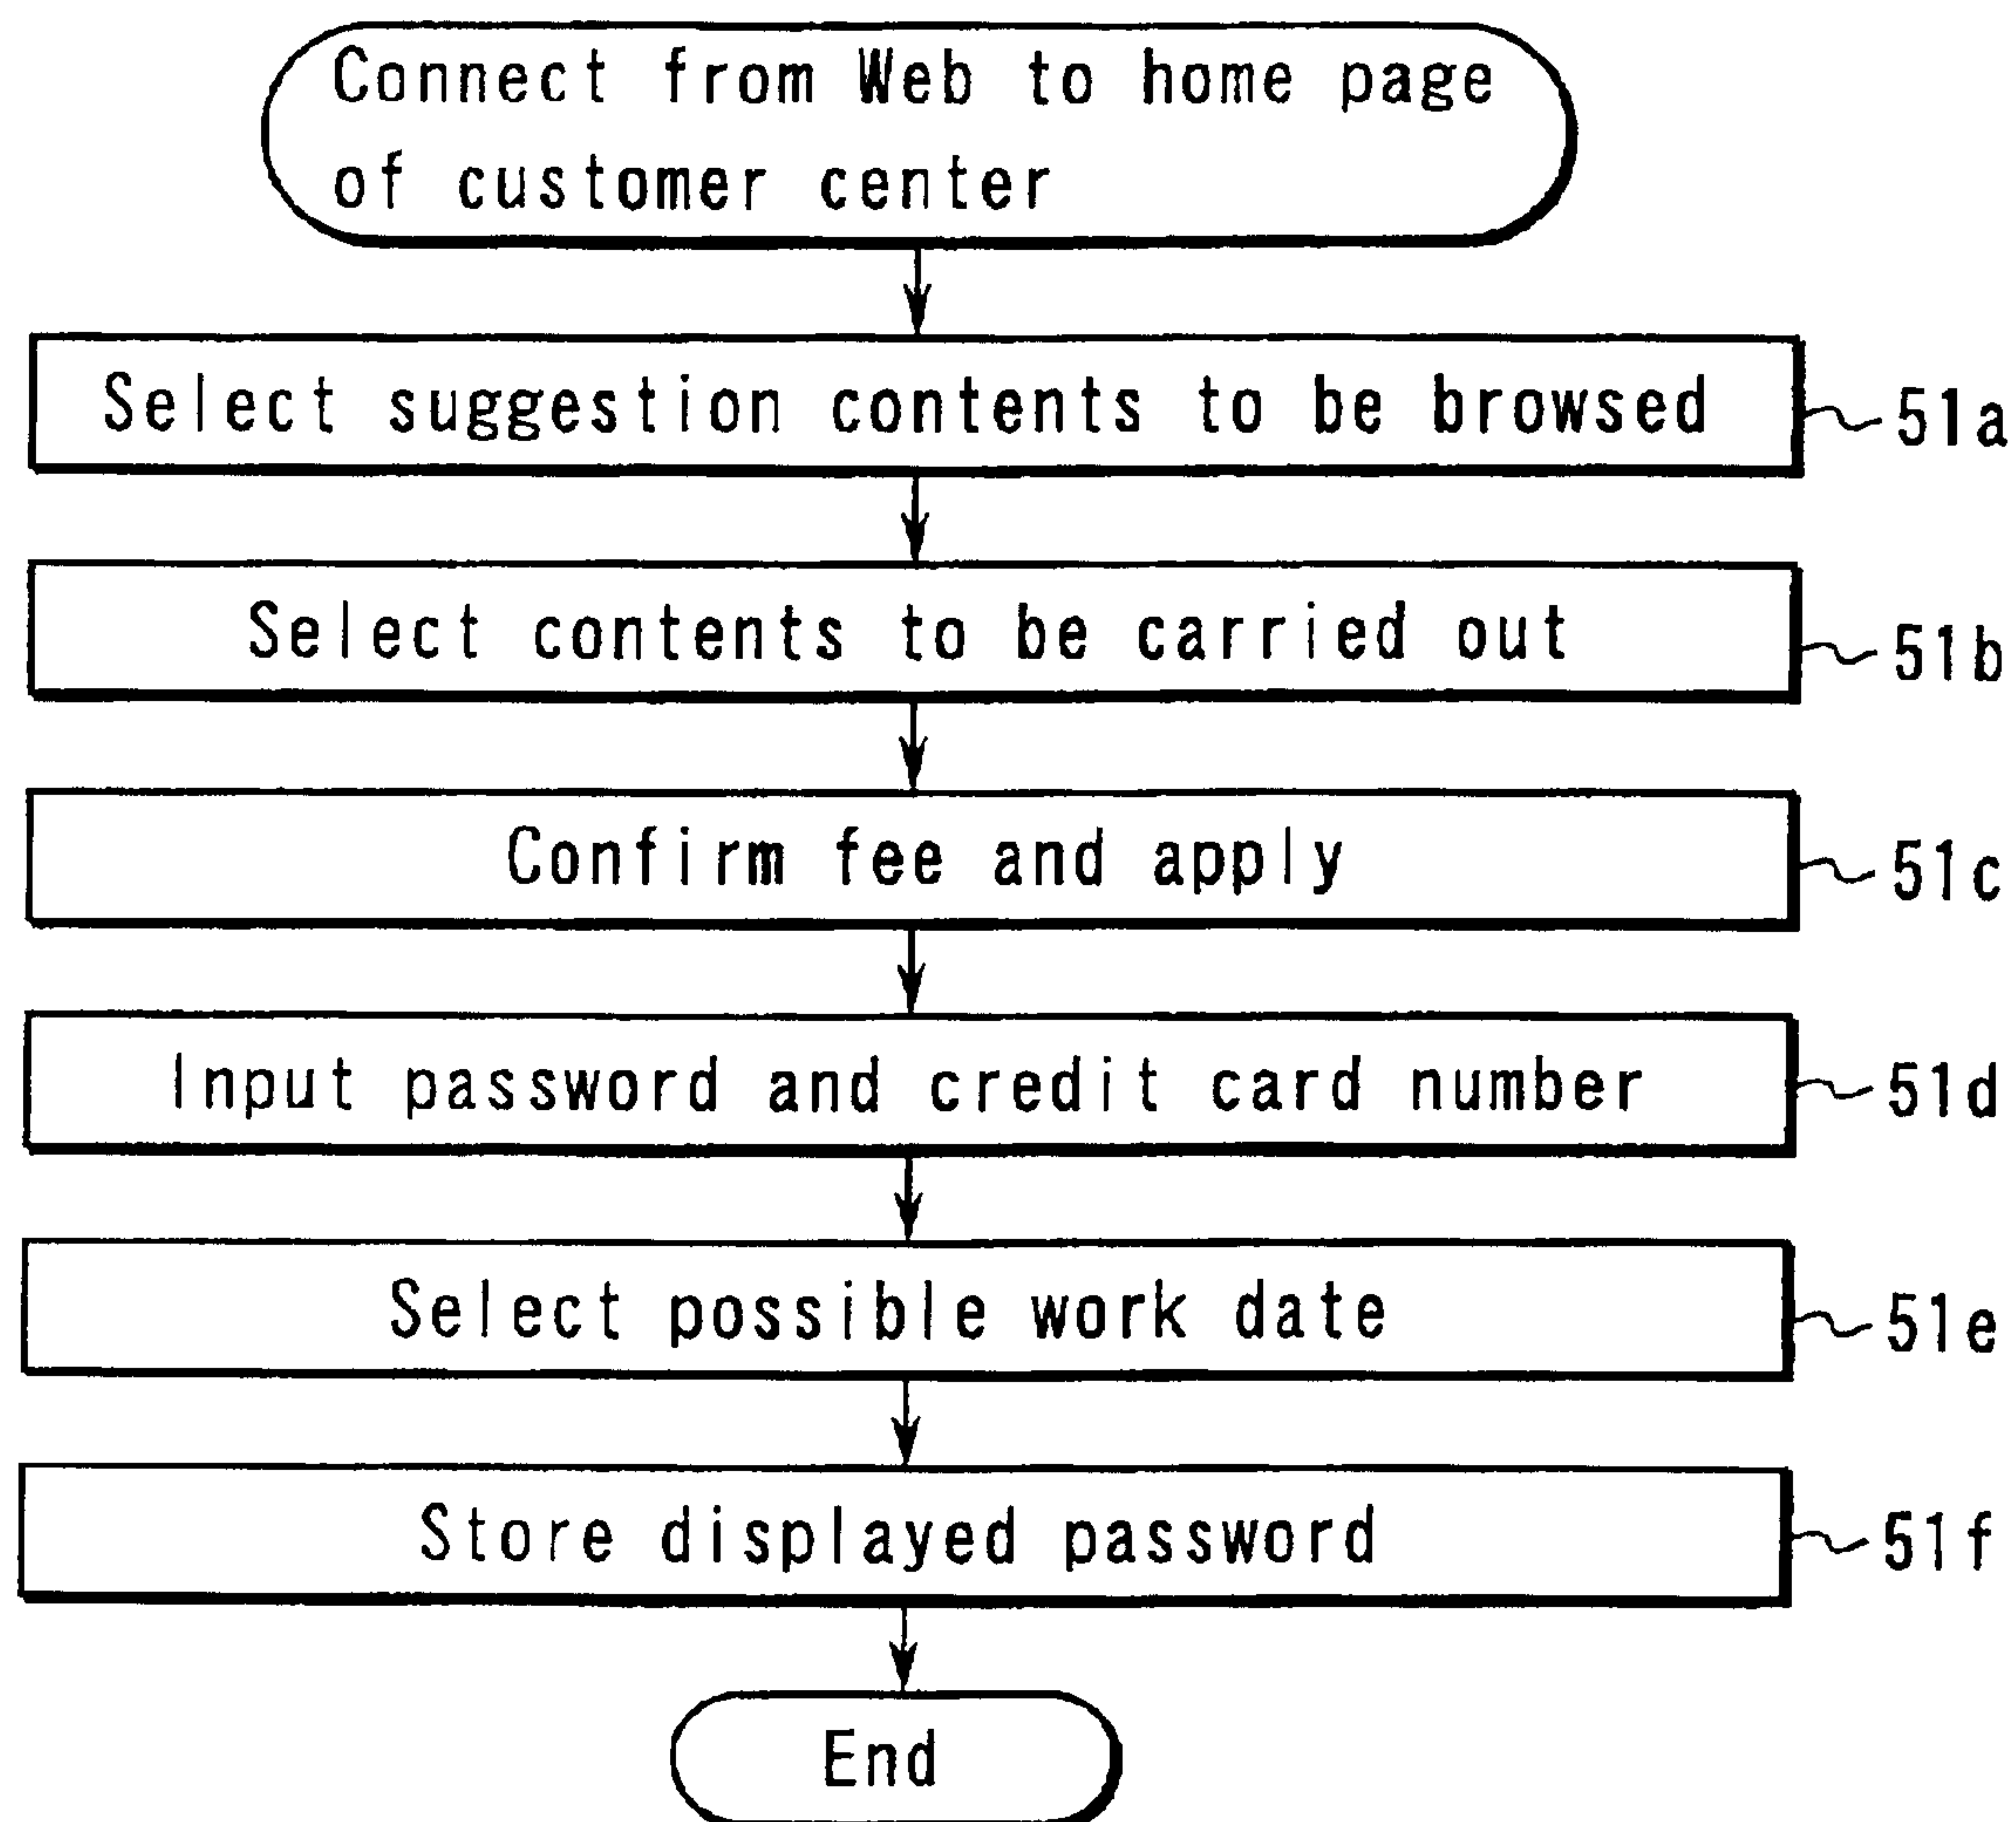 Connect from Web to home page
of customer center
Select suggestion contents to be browsed
51a
Select contents to be carried out
51b
Confirm fee and apply
51c
Input password and credit card number
51d
Select possible work date
51e
Store displayed password
51f
End